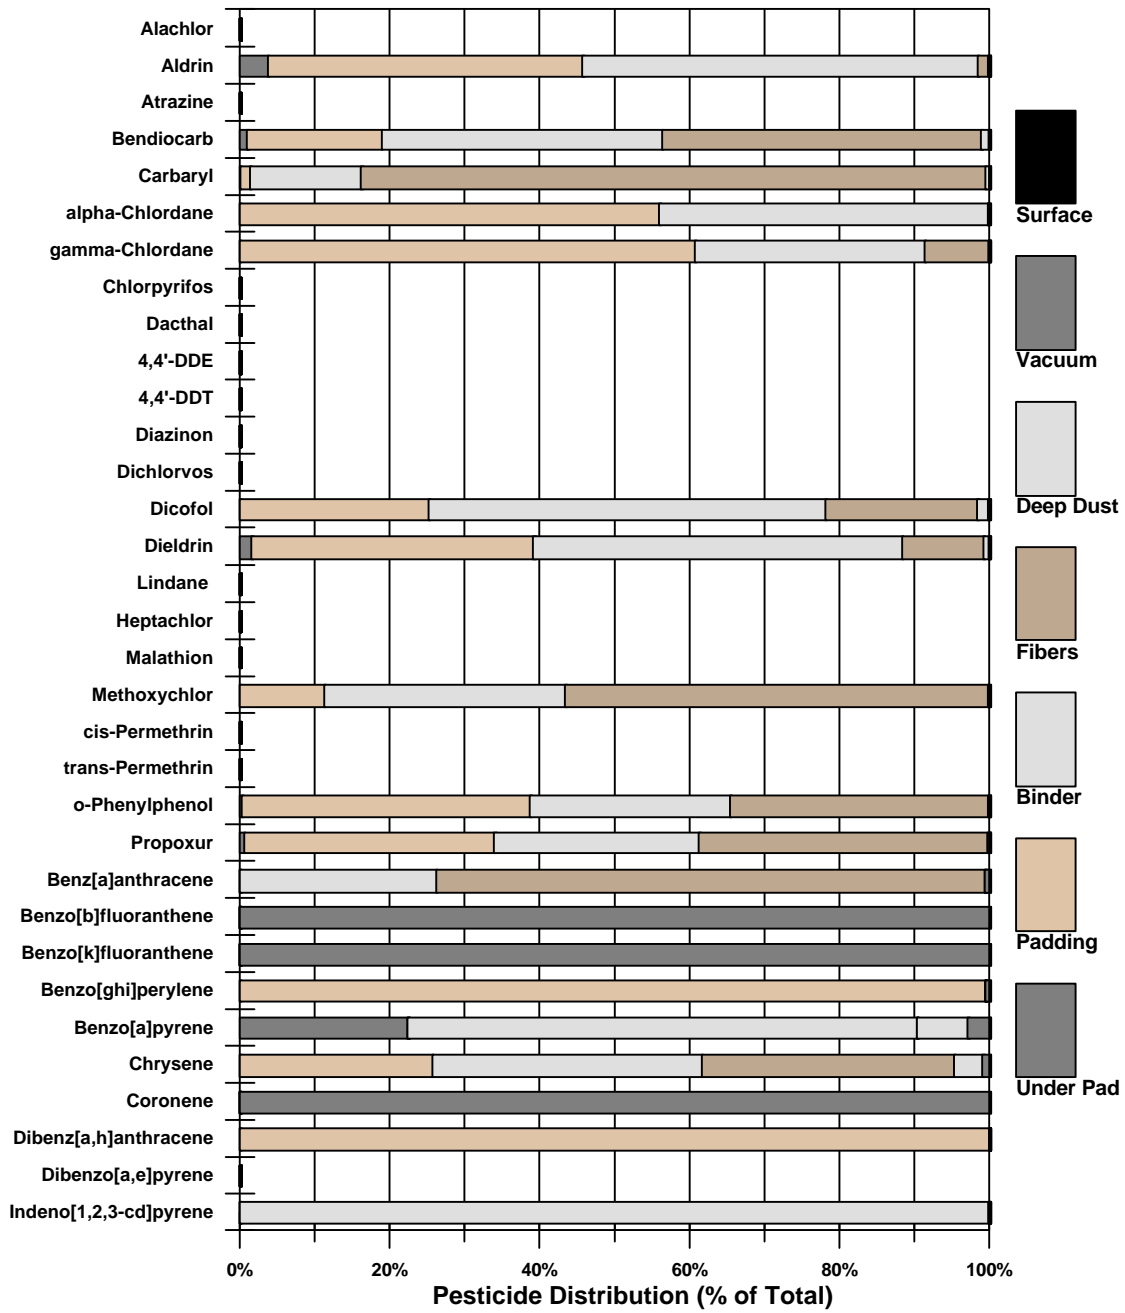 Alachlor
Aldrin
Atrazine
Bendiocarb
Carbaryl
alpha-Chlordane
gamma-Chlordane
Chlorpyrifos
Dacthal
4,4'-DDE
4,4'-DDT
Diazinon
Dichlorvos
Dicofol
Dieldrin
Lindane
Heptachlor
Malathion
Methoxychlor
cis-Permethrin
trans-Permethrin
o-Phenylphenol
Propoxur
Benz[a]anthracene
Benzo[b]fluoranthene
Benzo[k]fluoranthene
Benzo[ghi]perylene
Benzo[a]pyrene
Chrysene
Coronene
Dibenz[a,h]anthracene
Dibenzo[a,e]pyrene
Indeno[1,2,3-cd]pyrene
0% 20% 40% 60% 80% 100%
Pesticide Distribution (% of Total)
Surface
Vacuum
Deep Dust
Fibers
Binder
Padding
Under Pad